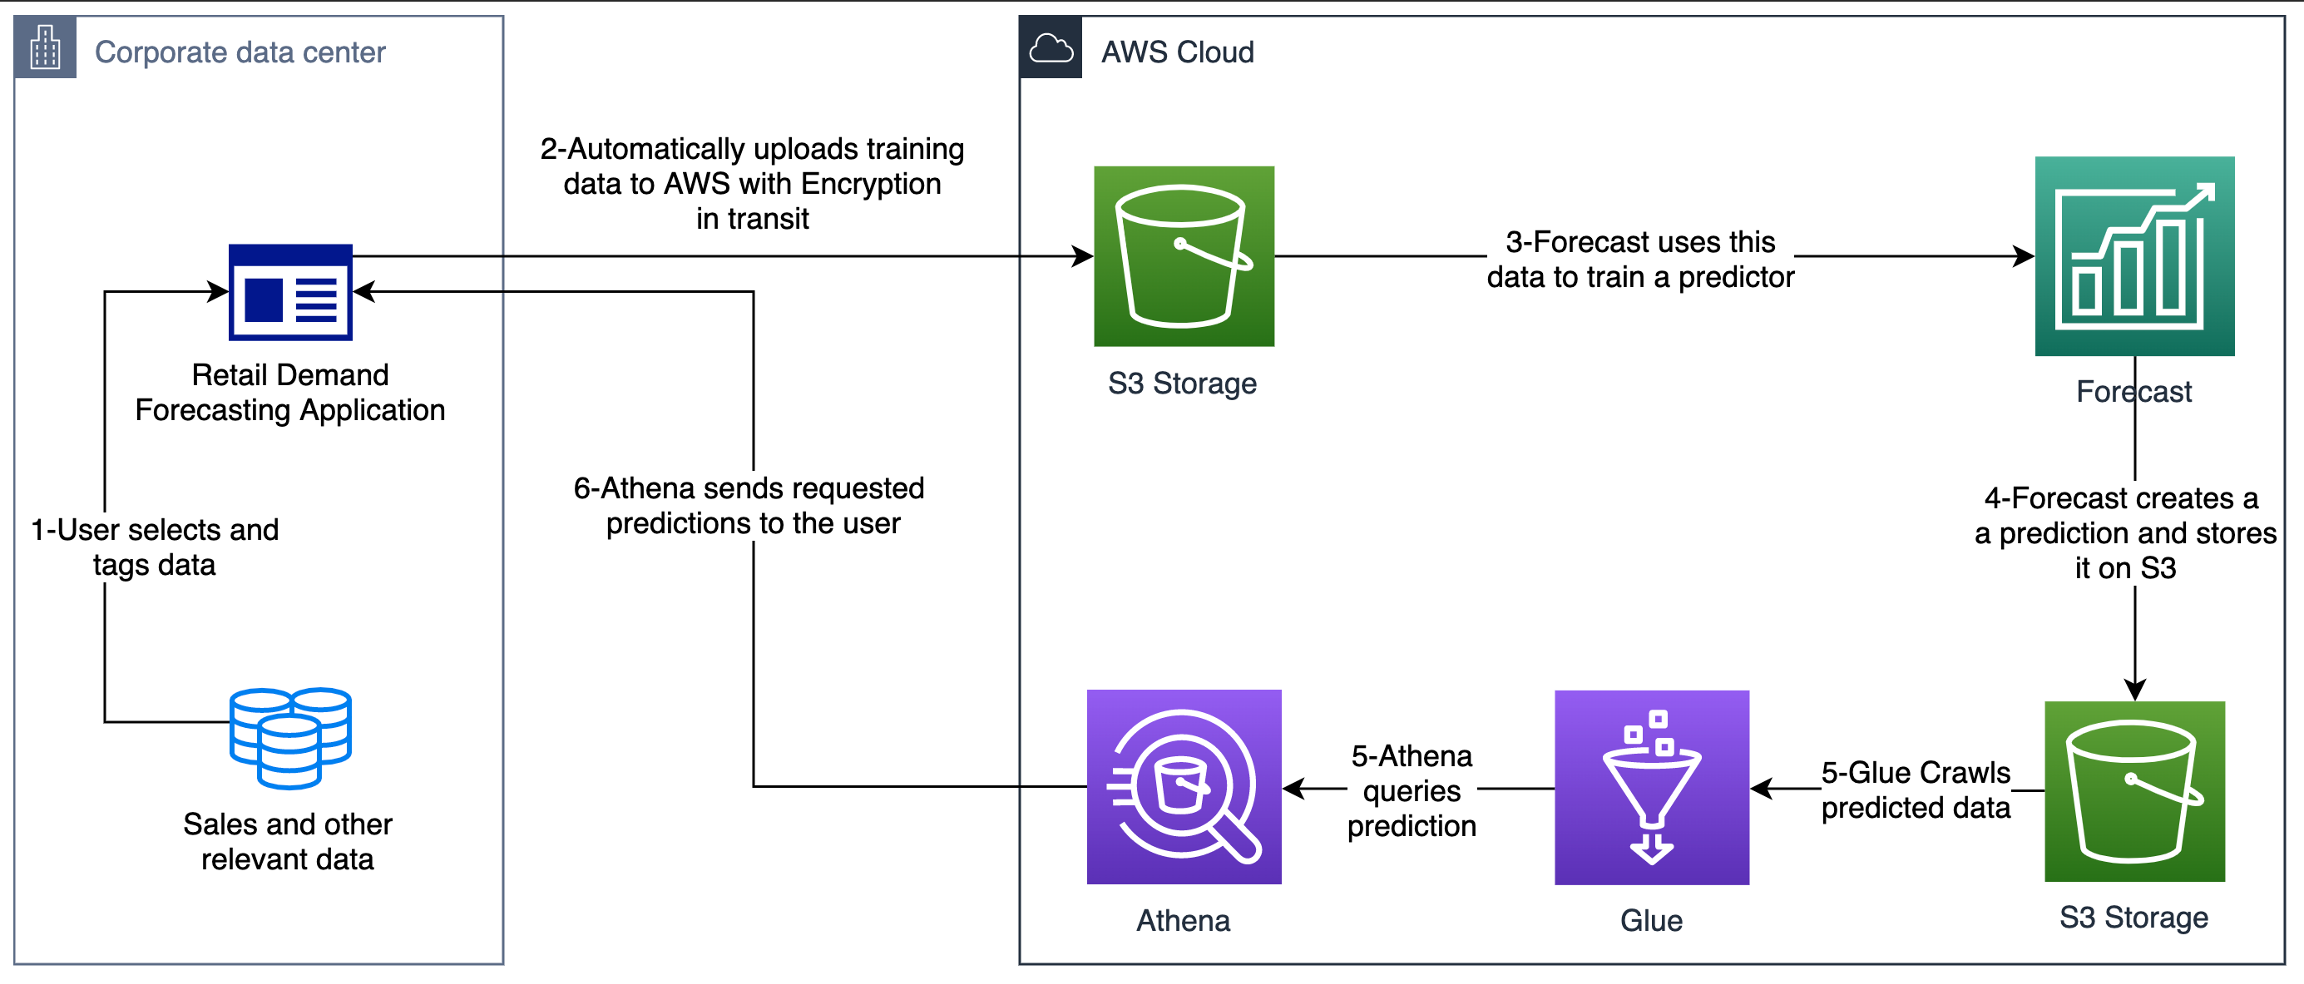 Corporate data center
AWS Cloud
2-Automatically uploads training
data to AWS with Encryption
in transit
3-Forecast uses this
data to train a predictor
Retail Demand
Forecasting Application
S3 Storage
Forecast
6-Athena sends requested
predictions to the user
4-Forecast creates a
a prediction and stores
it on S3
1-User selects and
tags data
5-Athena
queries
prediction
5-Glue Crawls
predicted data
Sales and other
relevant data
Athena
Glue
S3 Storage